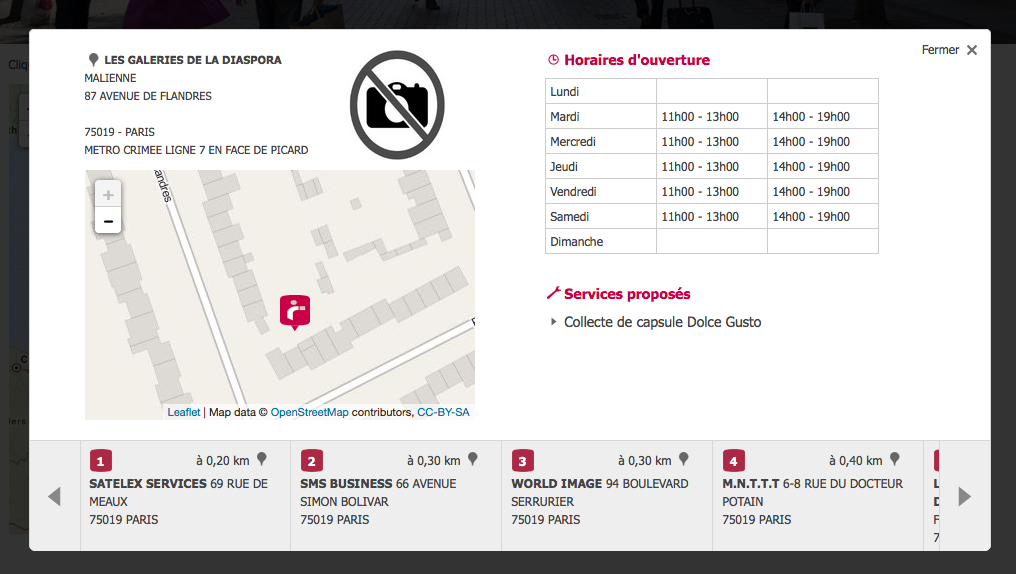 Fermer ✕
LES GALERIES DE LA DIASPORA
MALIENNE
87 AVENUE DE FLANDRES
75019 - PARIS
METRO CRIMEE LIGNE 7 EN FACE DE PICARD
andres
+
−
Leaflet | Map data © OpenStreetMap contributors, CC-BY-SA
Horaires d'ouverture
Lundi
Mardi 11h00 - 13h00 14h00 - 19h00
Mercredi 11h00 - 13h00 14h00 - 19h00
Jeudi 11h00 - 13h00 14h00 - 19h00
Vendredi 11h00 - 13h00 14h00 - 19h00
Samedi 11h00 - 13h00 14h00 - 19h00
Dimanche
Services proposés
Collecte de capsule Dolce Gusto
1 à 0,20 km
SATELEX SERVICES 69 RUE DE
MEAUX
75019 PARIS
2 à 0,30 km
SMS BUSINESS 66 AVENUE
SIMON BOLIVAR
75019 PARIS
3 à 0,30 km
WORLD IMAGE 94 BOULEVARD
SERRURIER
75019 PARIS
4 à 0,40 km
M.N.T.T.T 6-8 RUE DU DOCTEUR
POTAIN
75019 PARIS